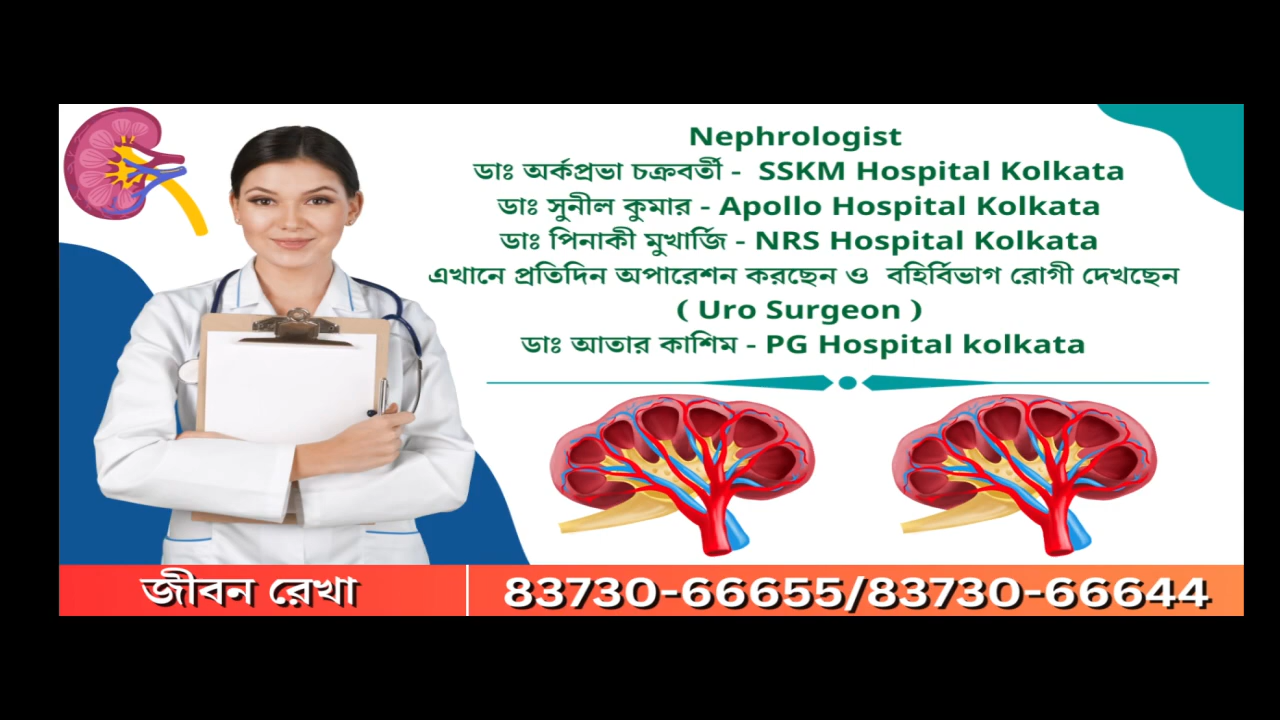 Nephrologist
ডাঃ অর্কপ্রভা চক্রবর্তী - SSKM Hospital Kolkata
ডাঃ সুনীল কুমার - Apollo Hospital Kolkata
ডাঃ পিনাকী মুখার্জি - NRS Hospital Kolkata
এখানে প্রতিদিন অপারেশন করছেন ও বহির্বিভাগ রোগী দেখছেন
( Uro Surgeon )
ডাঃ আতার কাশিম - PG Hospital kolkata
জীবন রেখা
83730-66655/83730-66644